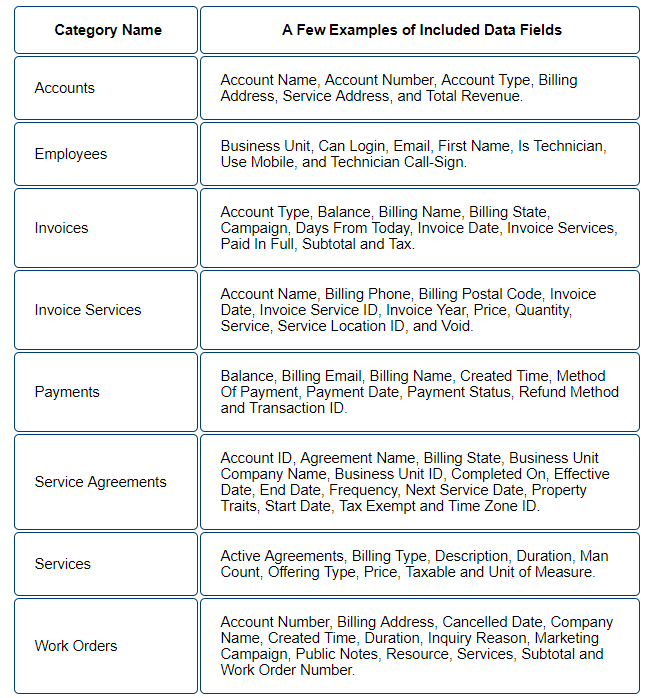 Category Name
A Few Examples of Included Data Fields
Accounts
Account Name, Account Number, Account Type, Billing
Address, Service Address, and Total Revenue.
Employees
Business Unit, Can Login, Email, First Name, Is Technician,
Use Mobile, and Technician Call-Sign.
Invoices
Account Type, Balance, Billing Name, Billing State,
Campaign, Days From Today, Invoice Date, Invoice Services,
Paid In Full, Subtotal and Tax.
Invoice Services
Account Name, Billing Phone, Billing Postal Code, Invoice
Date, Invoice Service ID, Invoice Year, Price, Quantity,
Service, Service Location ID, and Void.
Payments
Balance, Billing Email, Billing Name, Created Time, Method
Of Payment, Payment Date, Payment Status, Refund Method
and Transaction ID.
Service Agreements
Account ID, Agreement Name, Billing State, Business Unit
Company Name, Business Unit ID, Completed On, Effective
Date, End Date, Frequency, Next Service Date, Property
Traits, Start Date, Tax Exempt and Time Zone ID.
Services
Active Agreements, Billing Type, Description, Duration, Man
Count, Offering Type, Price, Taxable and Unit of Measure.
Work Orders
Account Number, Billing Address, Cancelled Date, Company
Name, Created Time, Duration, Inquiry Reason, Marketing
Campaign, Public Notes, Resource, Services, Subtotal and
Work Order Number.